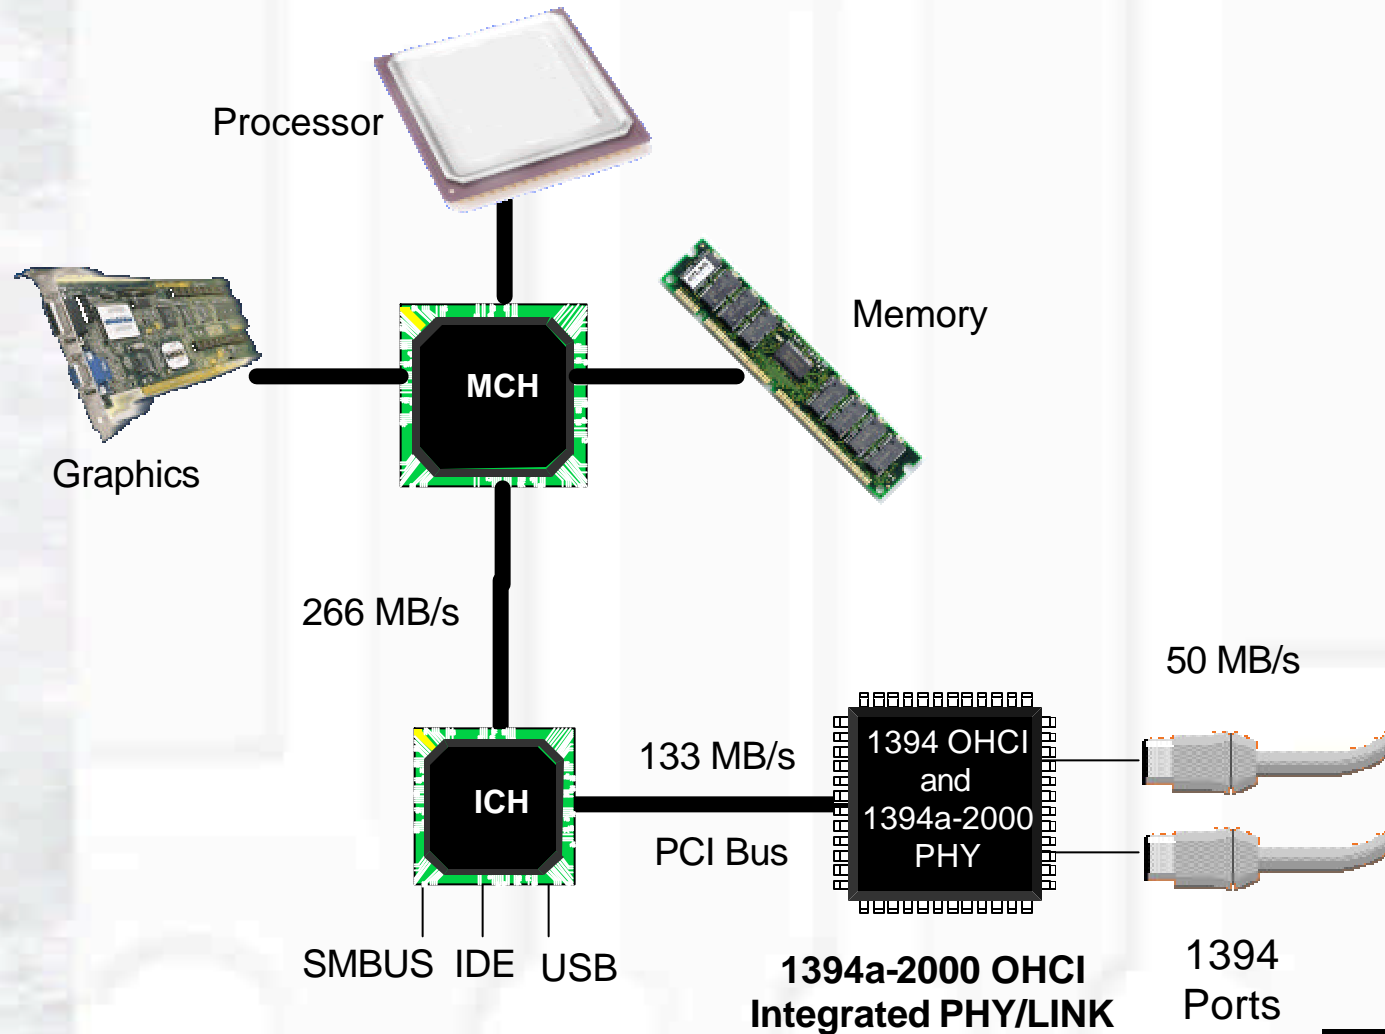 Processor
Memory
MCH
Graphics
266 MB/s
50 MB/s
133 MB/s
1394 OHCI
and
1394a-2000
PHY
ICH
PCI Bus
SMBUS IDE USB
1394a-2000 OHCI
Integrated PHY/LINK
1394
Ports